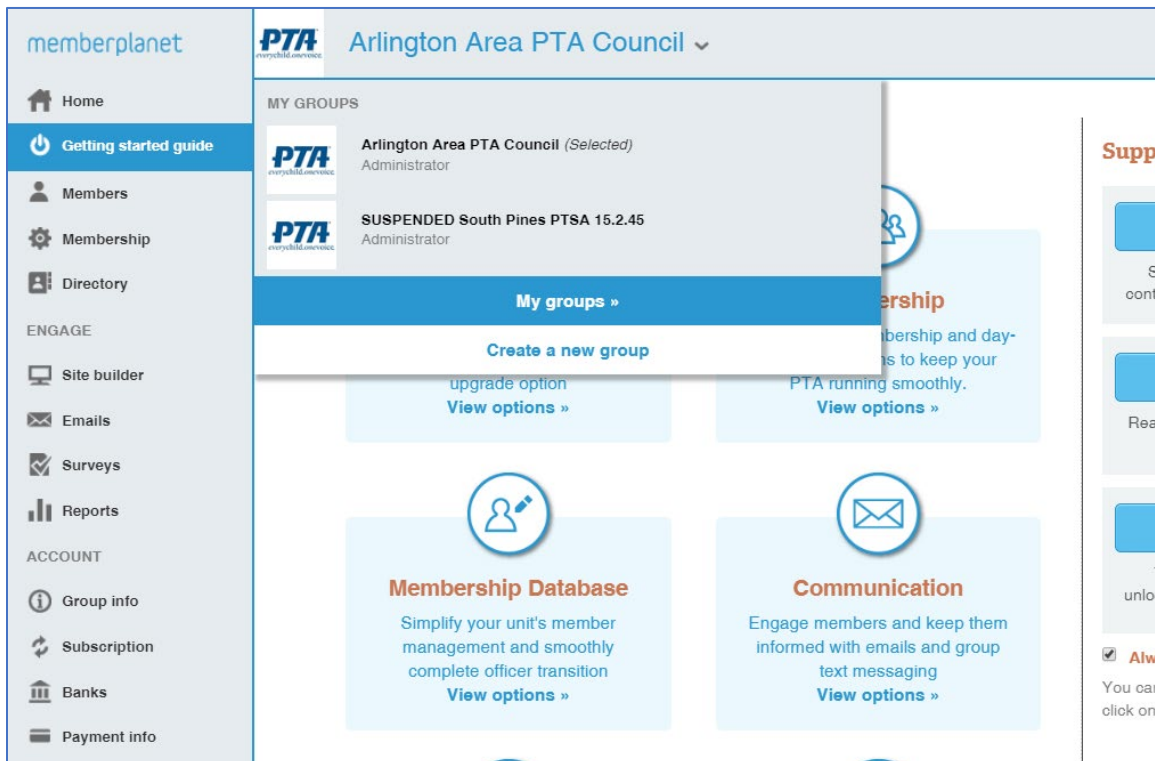 memberplanet
PTA
everychild.onevoice.
Arlington Area PTA Council
Home
Getting started guide
Members
Membership
Directory
ENGAGE
Site builder
Emails
Surveys
Reports
ACCOUNT
Group info
Subscription
Banks
Payment info
MY GROUPS
PTA
everychild.onevoice.
Arlington Area PTA Council (Selected)
Administrator
PTA
everychild.onevoice.
SUSPENDED South Pines PTSA 15.2.45
Administrator
My groups »
Create a new group
upgrade option
View options »
ership
bership and day-
ns to keep your
PTA running smoothly.
View options »
Membership Database
Simplify your unit's member
management and smoothly
complete officer transition
View options »
Communication
Engage members and keep them
informed with emails and group
text messaging
View options »
Supp
S
cont
Rea
unlo
Alw
You can
click on